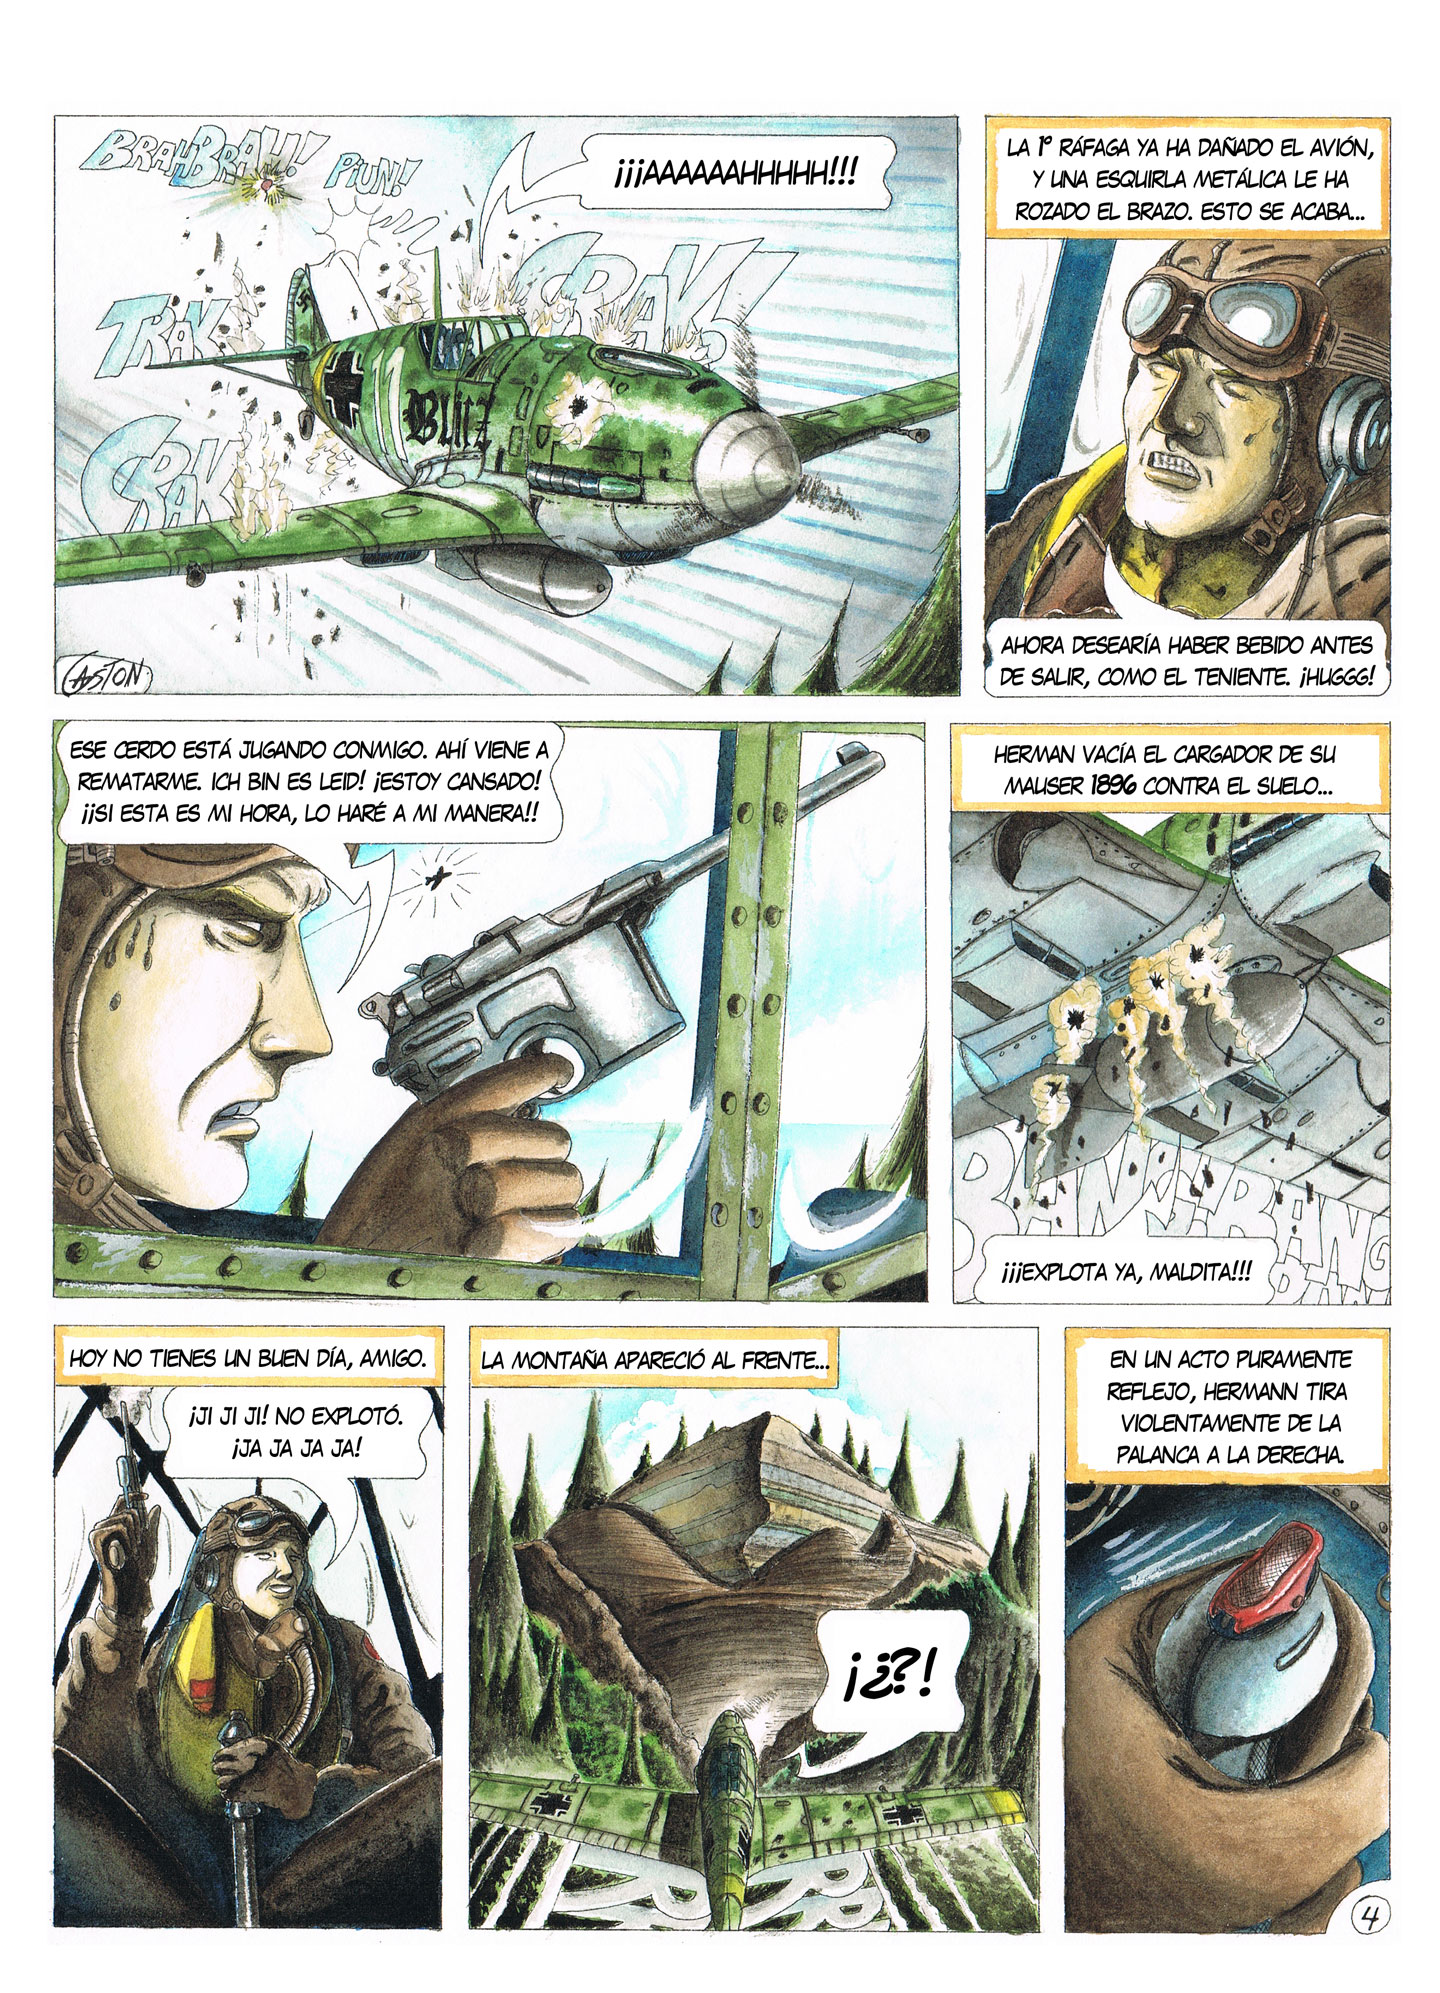 BRAHBRAH!
PIUN!
¡¡¡AAAAAAHHHHH!!!
TRAK
CRAK!
CRAK
11
Blitz
GASTON
LA 1ª RÁFAGA YA HA DAÑADO EL AVIÓN,
Y UNA ESQUIRLA METÁLICA LE HA
ROZADO EL BRAZO. ESTO SE ACABA...
AHORA DESEARÍA HABER BEBIDO ANTES
DE SALIR, COMO EL TENIENTE. ¡HUGGG!
ESE CERDO ESTÁ JUGANDO CONMIGO. AHÍ VIENE A
REMATARME. ICH BIN ES LEID! ¡ESTOY CANSADO!
¡¡SI ESTA ES MI HORA, LO HARÉ A MI MANERA!!
HERMAN VACÍA EL CARGADOR DE SU
MAUSER 1896 CONTRA EL SUELO...
BANG! BANG
¡¡¡EXPLOTA YA, MALDITA!!!
HOY NO TIENES UN BUEN DÍA, AMIGO.
¡JI JI JI! NO EXPLOTÓ.
¡JA JA JA JA!
LA MONTAÑA APARECIÓ AL FRENTE...
¡¿?!
EN UN ACTO PURAMENTE
REFLEJO, HERMANN TIRA
VIOLENTAMENTE DE LA
PALANCA A LA DERECHA.
4